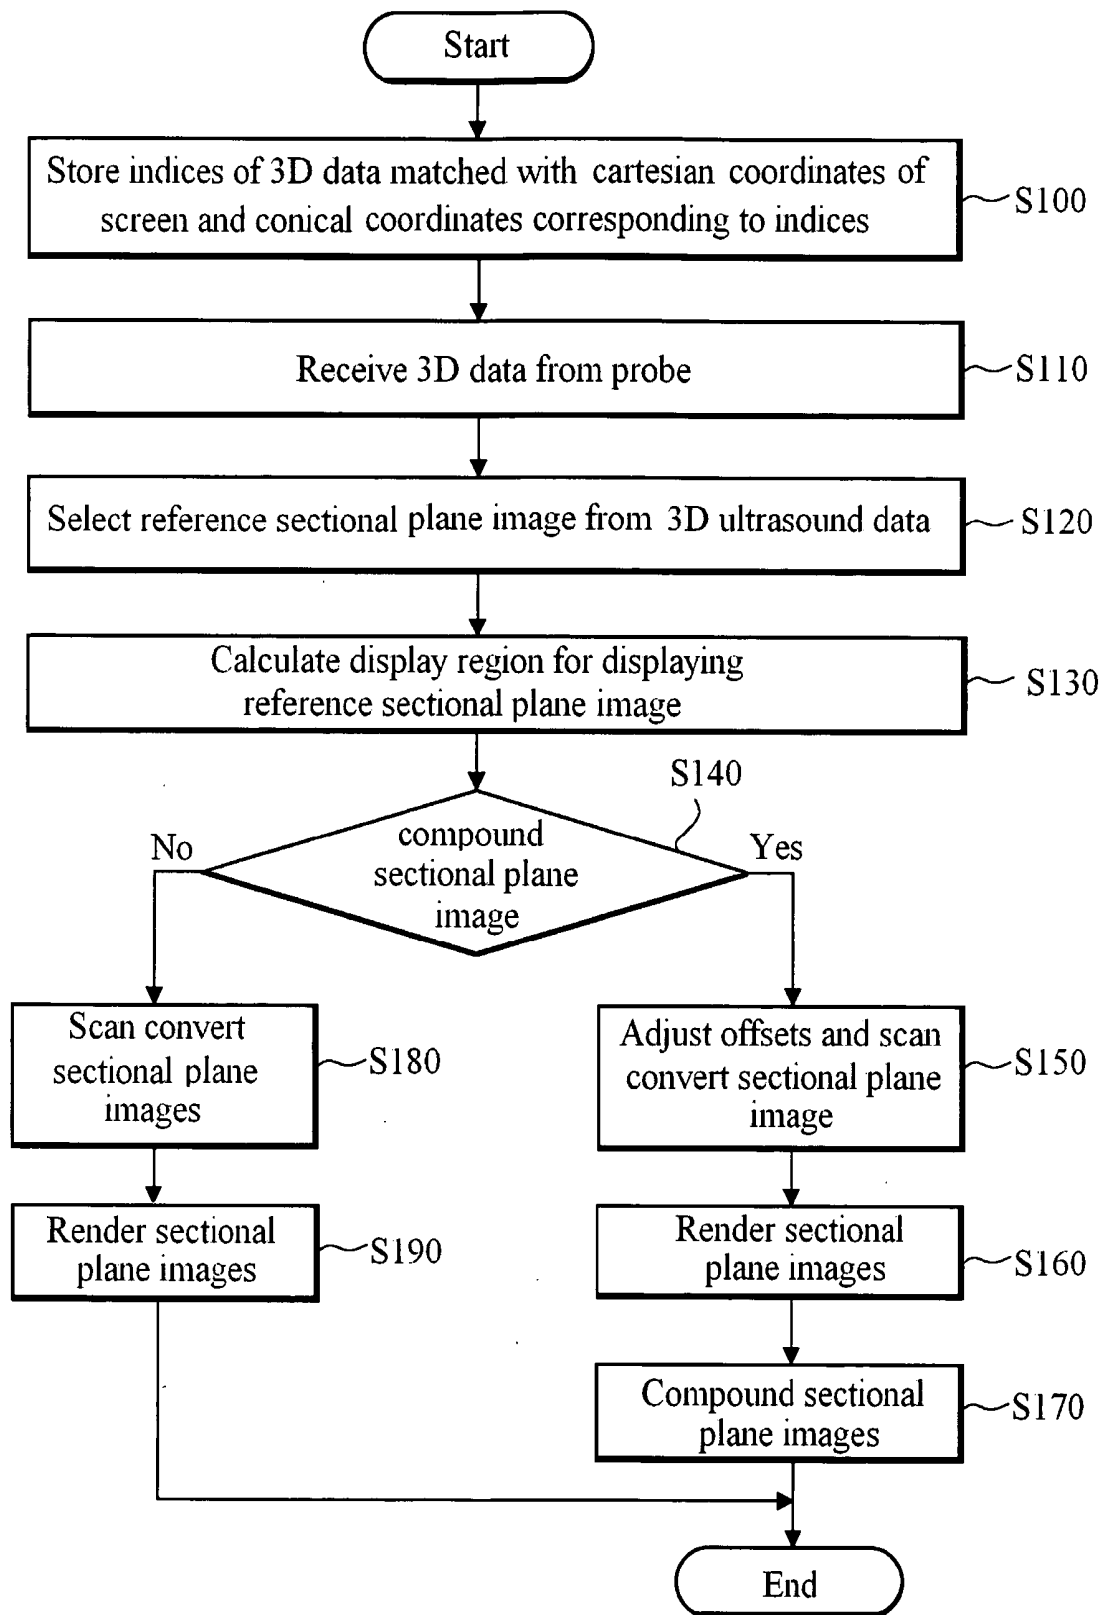 Start
Store indices of 3D data matched with cartesian coordinates of
screen and conical coordinates corresponding to indices
S100
Receive 3D data from probe
S110
Select reference sectional plane image from 3D ultrasound data
S120
Calculate display region for displaying
reference sectional plane image
S130
S140
compound
sectional plane
image
No
Yes
Scan convert
sectional plane
images
S180
Adjust offsets and scan
convert sectional plane
image
S150
Render sectional
plane images
S190
Render sectional
plane images
S160
Compound sectional
plane images
S170
End